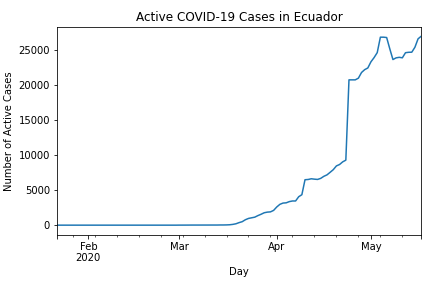 Active COVID-19 Cases in Ecuador
Number of Active Cases
25000
20000
15000
10000
5000
0
Feb
2020
Mar
Apr
May
Day